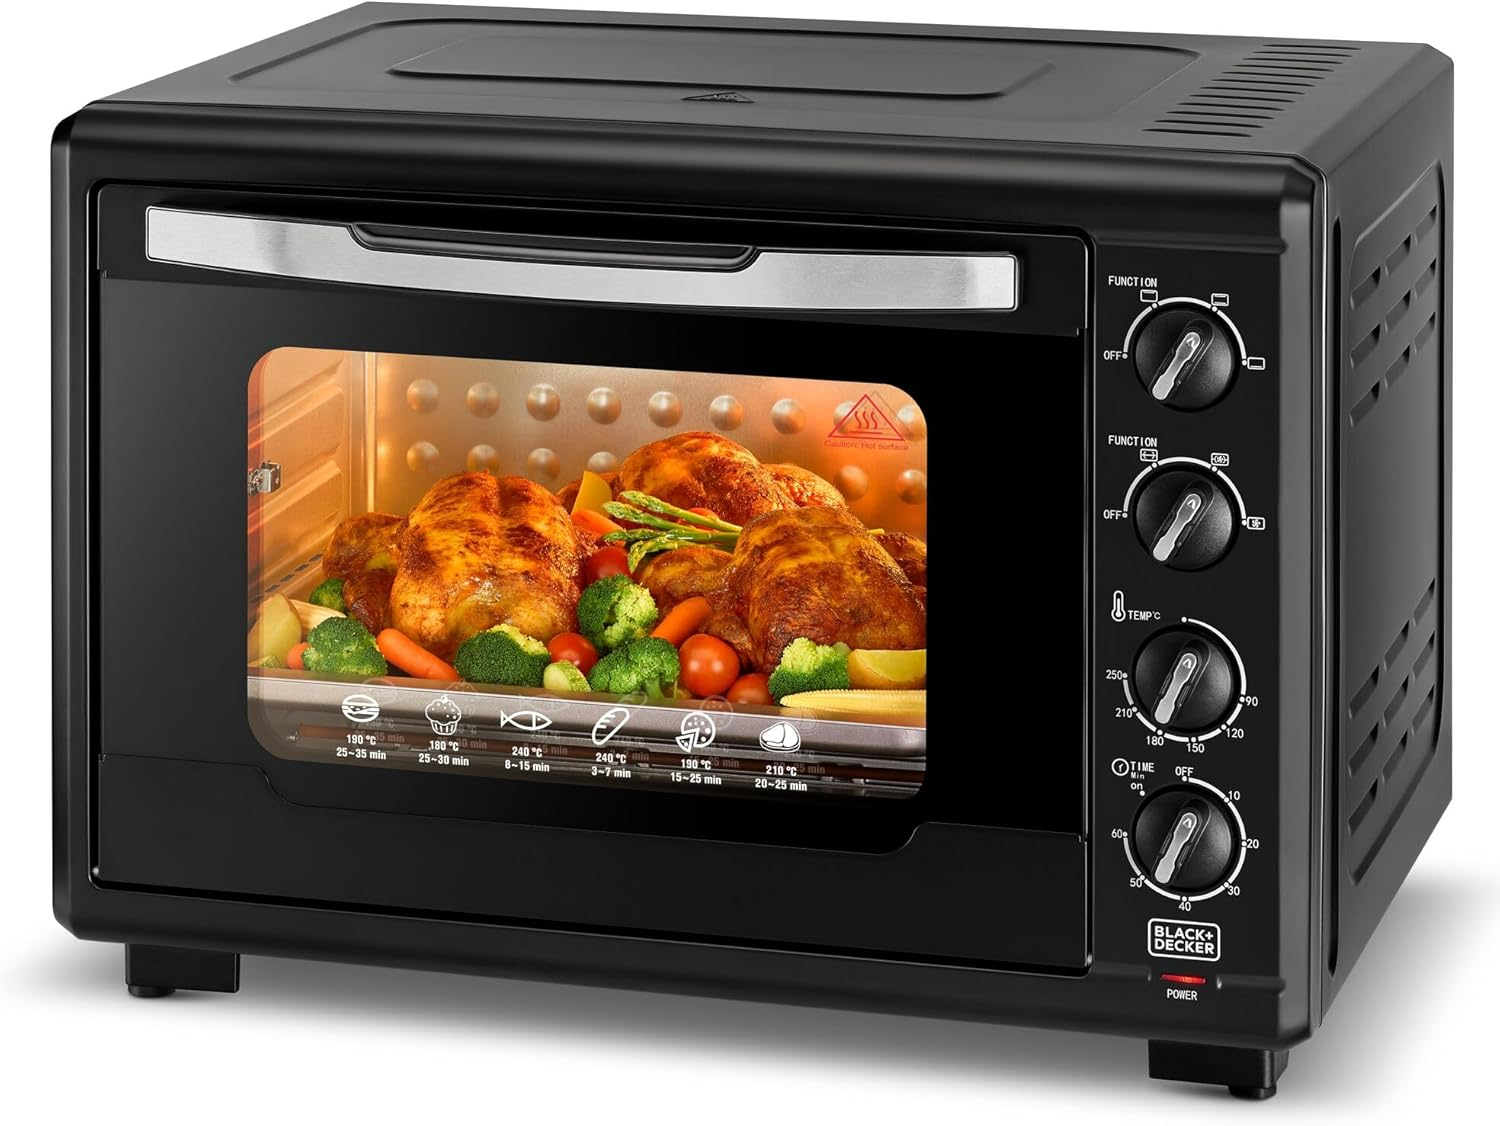 FUNCTION
OFF
FUNCTION
OFF
TEMP°C
250
210
180
150
120
90
TIME
Min
on
OFF
10
20
30
40
50
60
BLACK+
DECKER
POWER
Caution: Hot surface
190 °C
25~35 min
180 °C
25~30 min
240 °C
8~15 min
240 °C
3~7 min
190 °C
15~25 min
210 °C
20~25 min